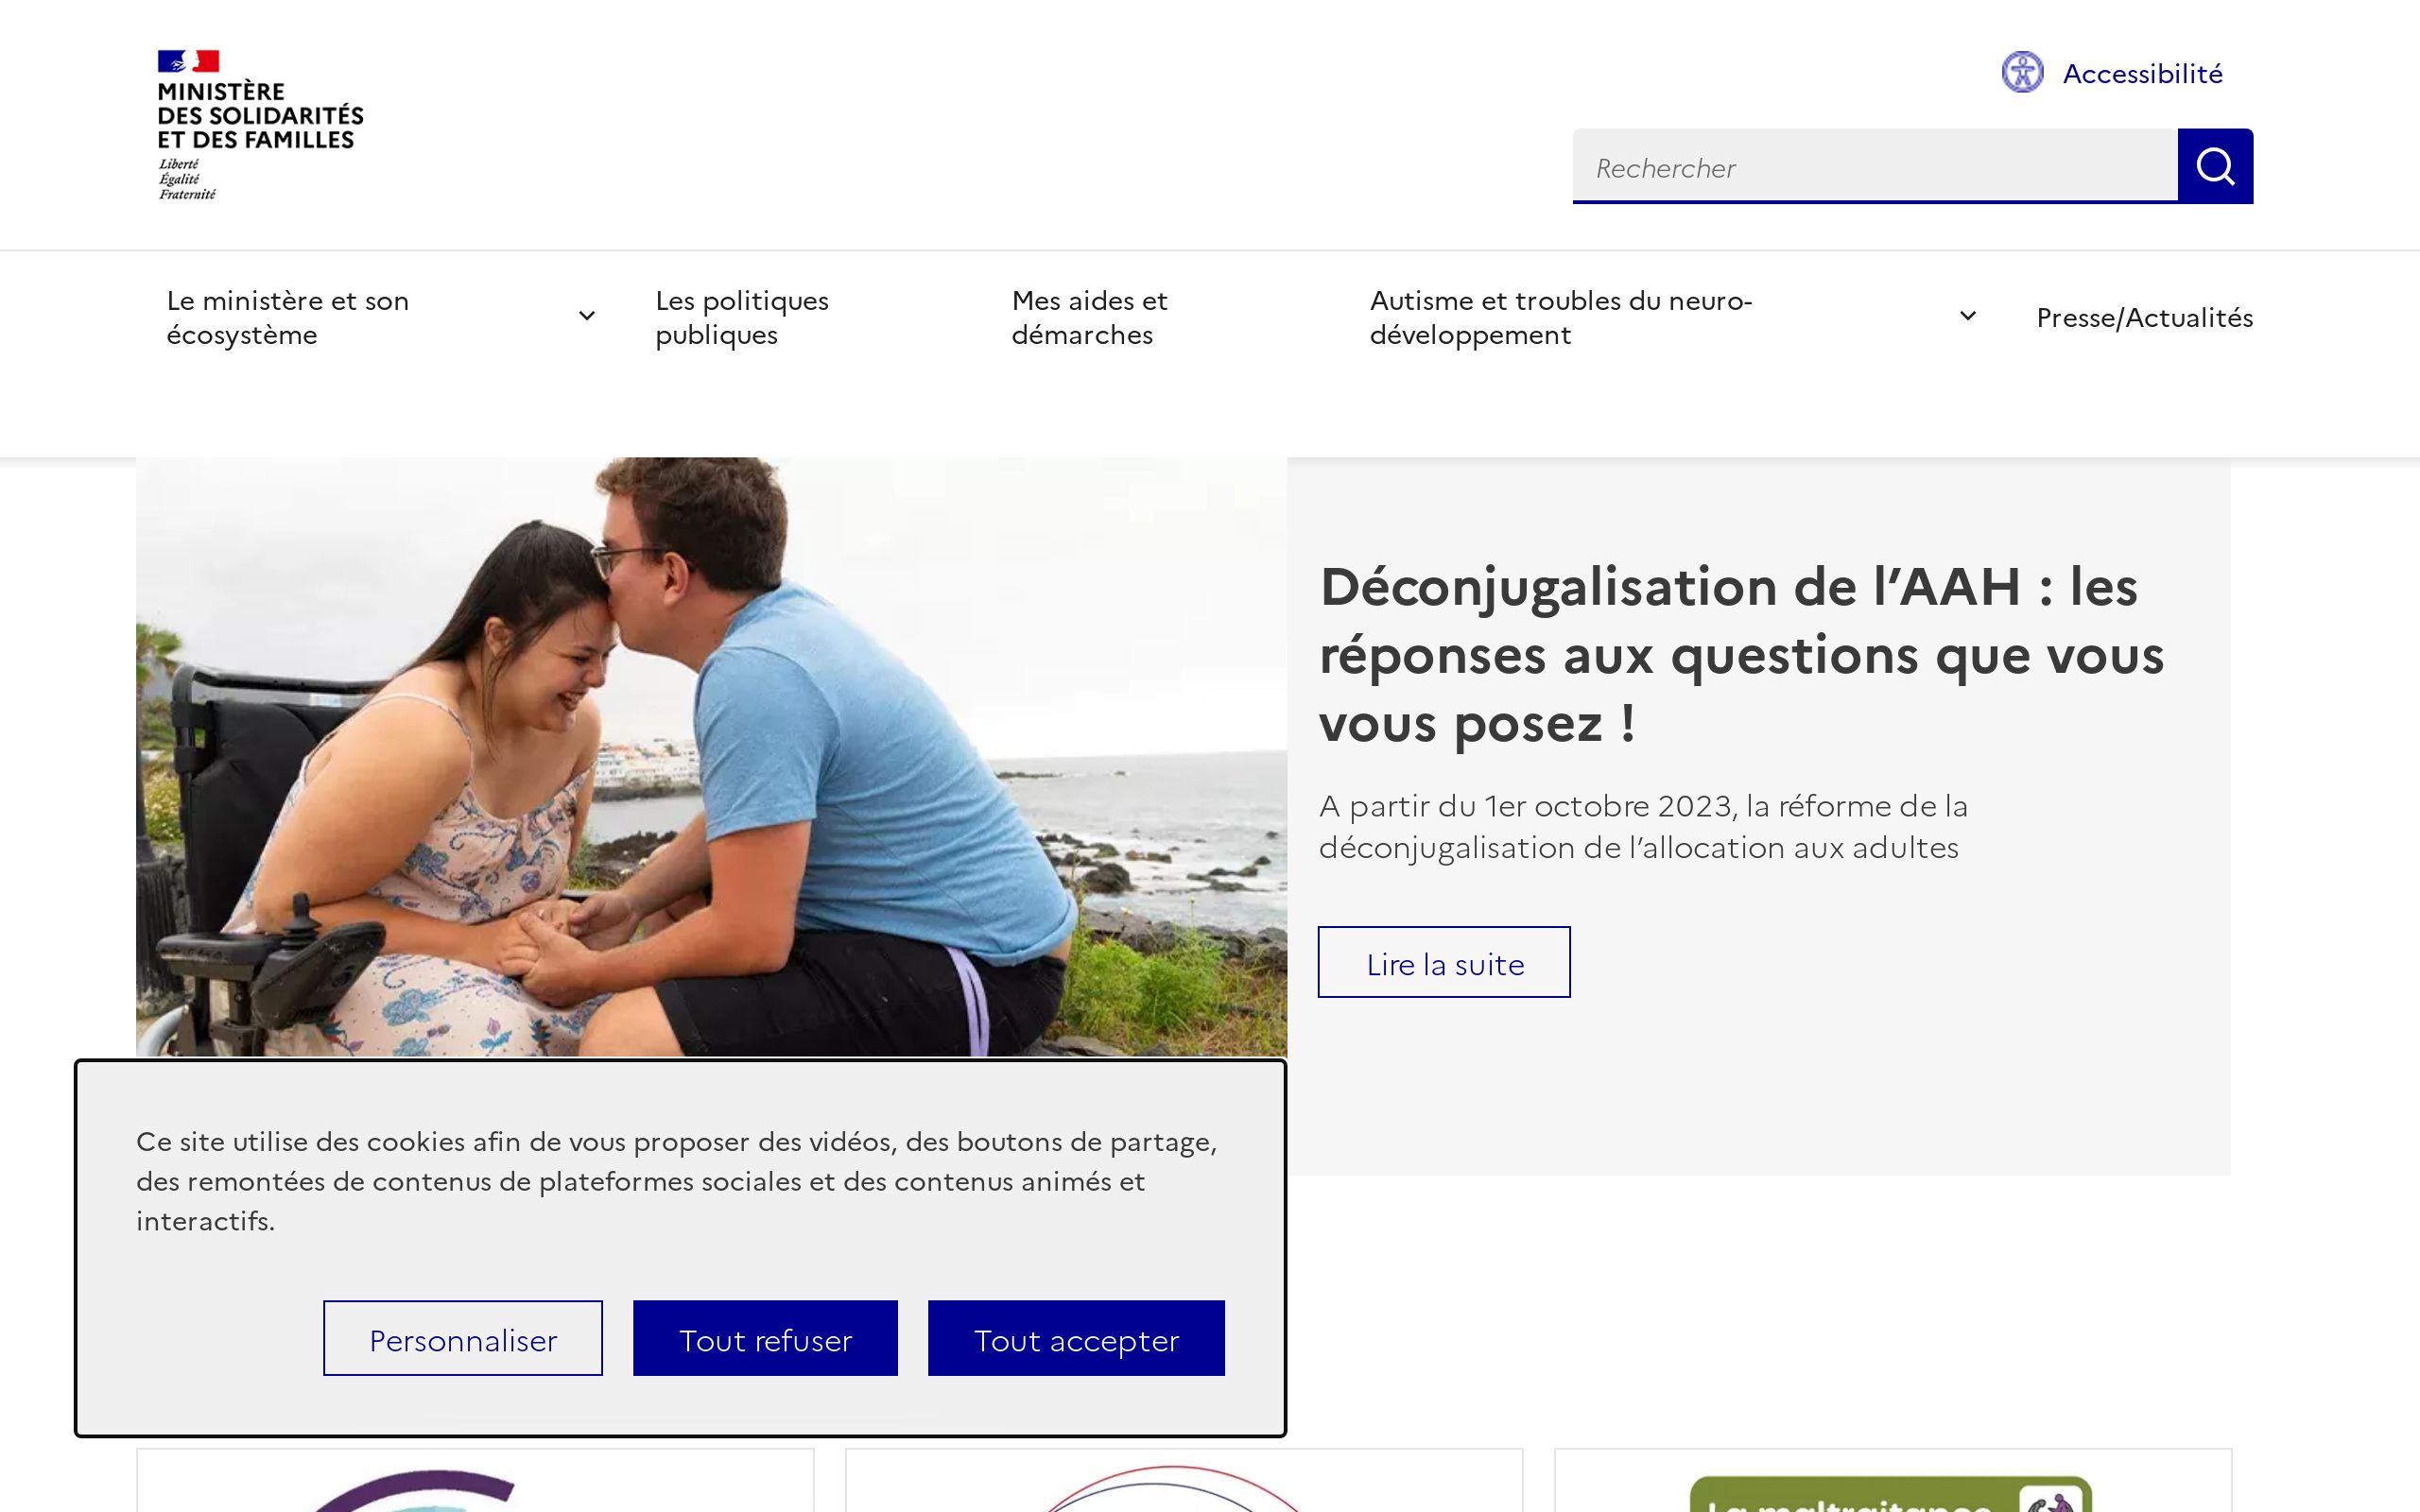 MINISTÈRE
DES SOLIDARITÉS
ET DES FAMILLES
Liberté
Égalité
Fraternité
Accessibilité
Rechercher
Le ministère et son
écosystème
Les politiques
publiques
Mes aides et
démarches
Autisme et troubles du neuro-
développement
Presse/Actualités
Déconjugalisation de l’AAH : les
réponses aux questions que vous
vous posez !
A partir du 1er octobre 2023, la réforme de la
déconjugalisation de l’allocation aux adultes
Lire la suite
Ce site utilise des cookies afin de vous proposer des vidéos, des boutons de partage,
des remontées de contenus de plateformes sociales et des contenus animés et
interactifs.
Personnaliser
Tout refuser
Tout accepter
La maltraitance